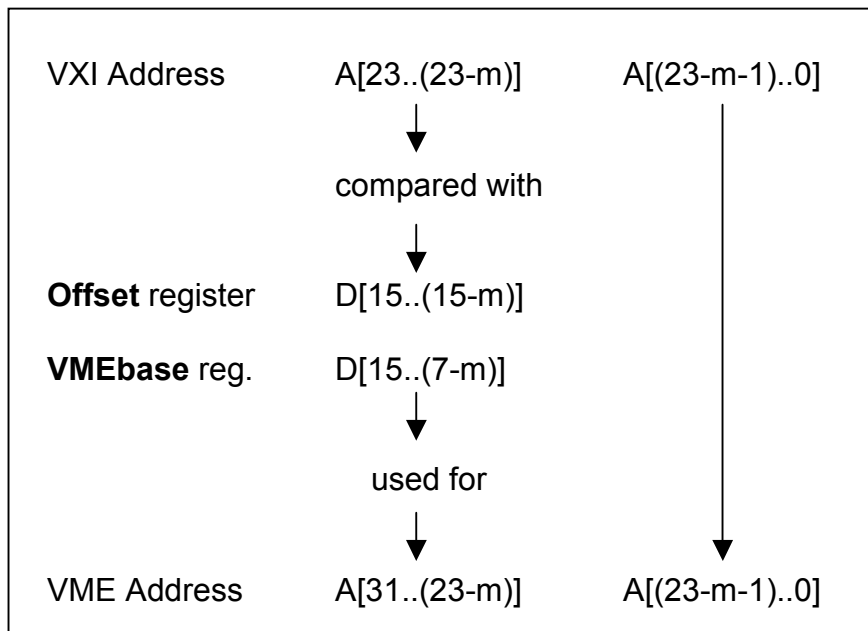 VXI Address A[23..(23-m)] A[(23-m-1)..0]
compared with
Offset register D[15..(15-m)]
VMEbase reg. D[15..(7-m)]
used for
VME Address A[31..(23-m)] A[(23-m-1)..0]